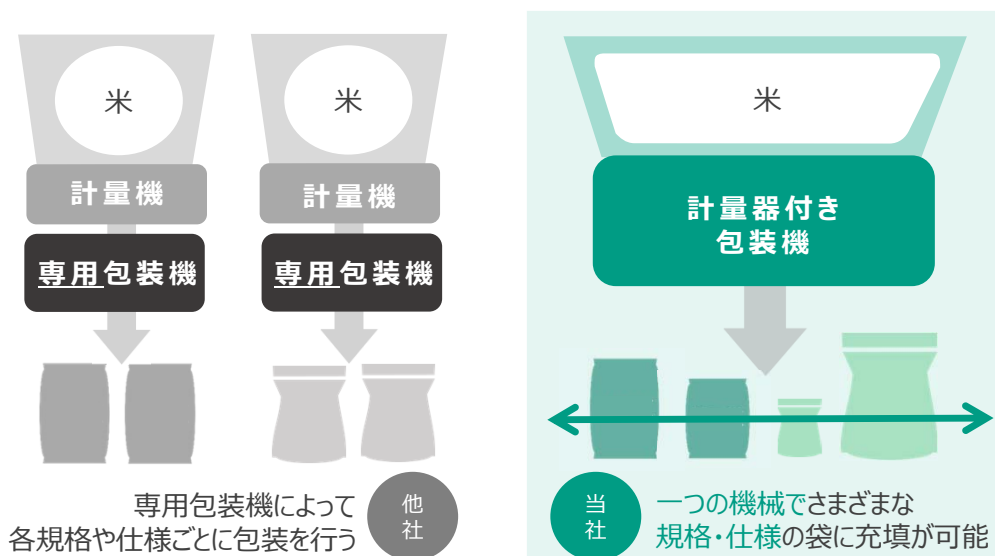 米
計量機
専用包装機
米
計量機
専用包装機
専用包装機によって
各規格や仕様ごとに包装を行う
他
社
米
計量器付き
包装機
当
社
一つの機械でさまざまな
規格・仕様の袋に充填が可能